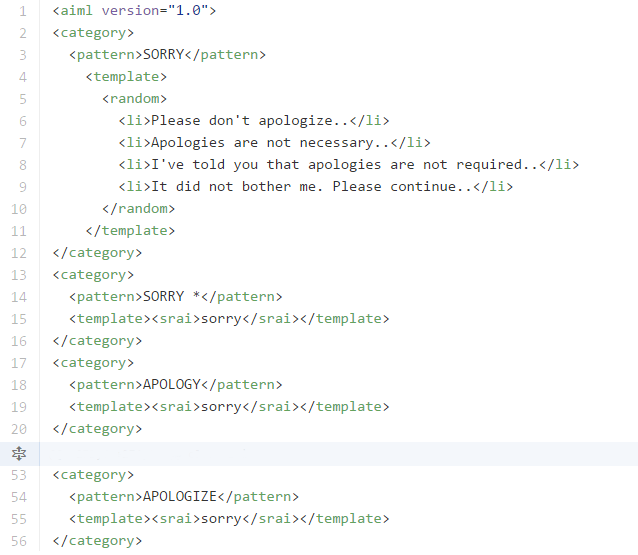 1 <aiml version="1.0">
2 <category>
3 <pattern>SORRY</pattern>
4 <template>
5 <random>
6 <li>Please don't apologize..</li>
7 <li>Apologies are not necessary..</li>
8 <li>I've told you that apologies are not required..</li>
9 <li>It did not bother me. Please continue..</li>
10 </random>
11 </template>
12 </category>
13 <category>
14 <pattern>SORRY *</pattern>
15 <template><srai>sorry</srai></template>
16 </category>
17 <category>
18 <pattern>APOLOGY</pattern>
19 <template><srai>sorry</srai></template>
20 </category>
53 <category>
54 <pattern>APOLOGIZE</pattern>
55 <template><srai>sorry</srai></template>
56 </category>